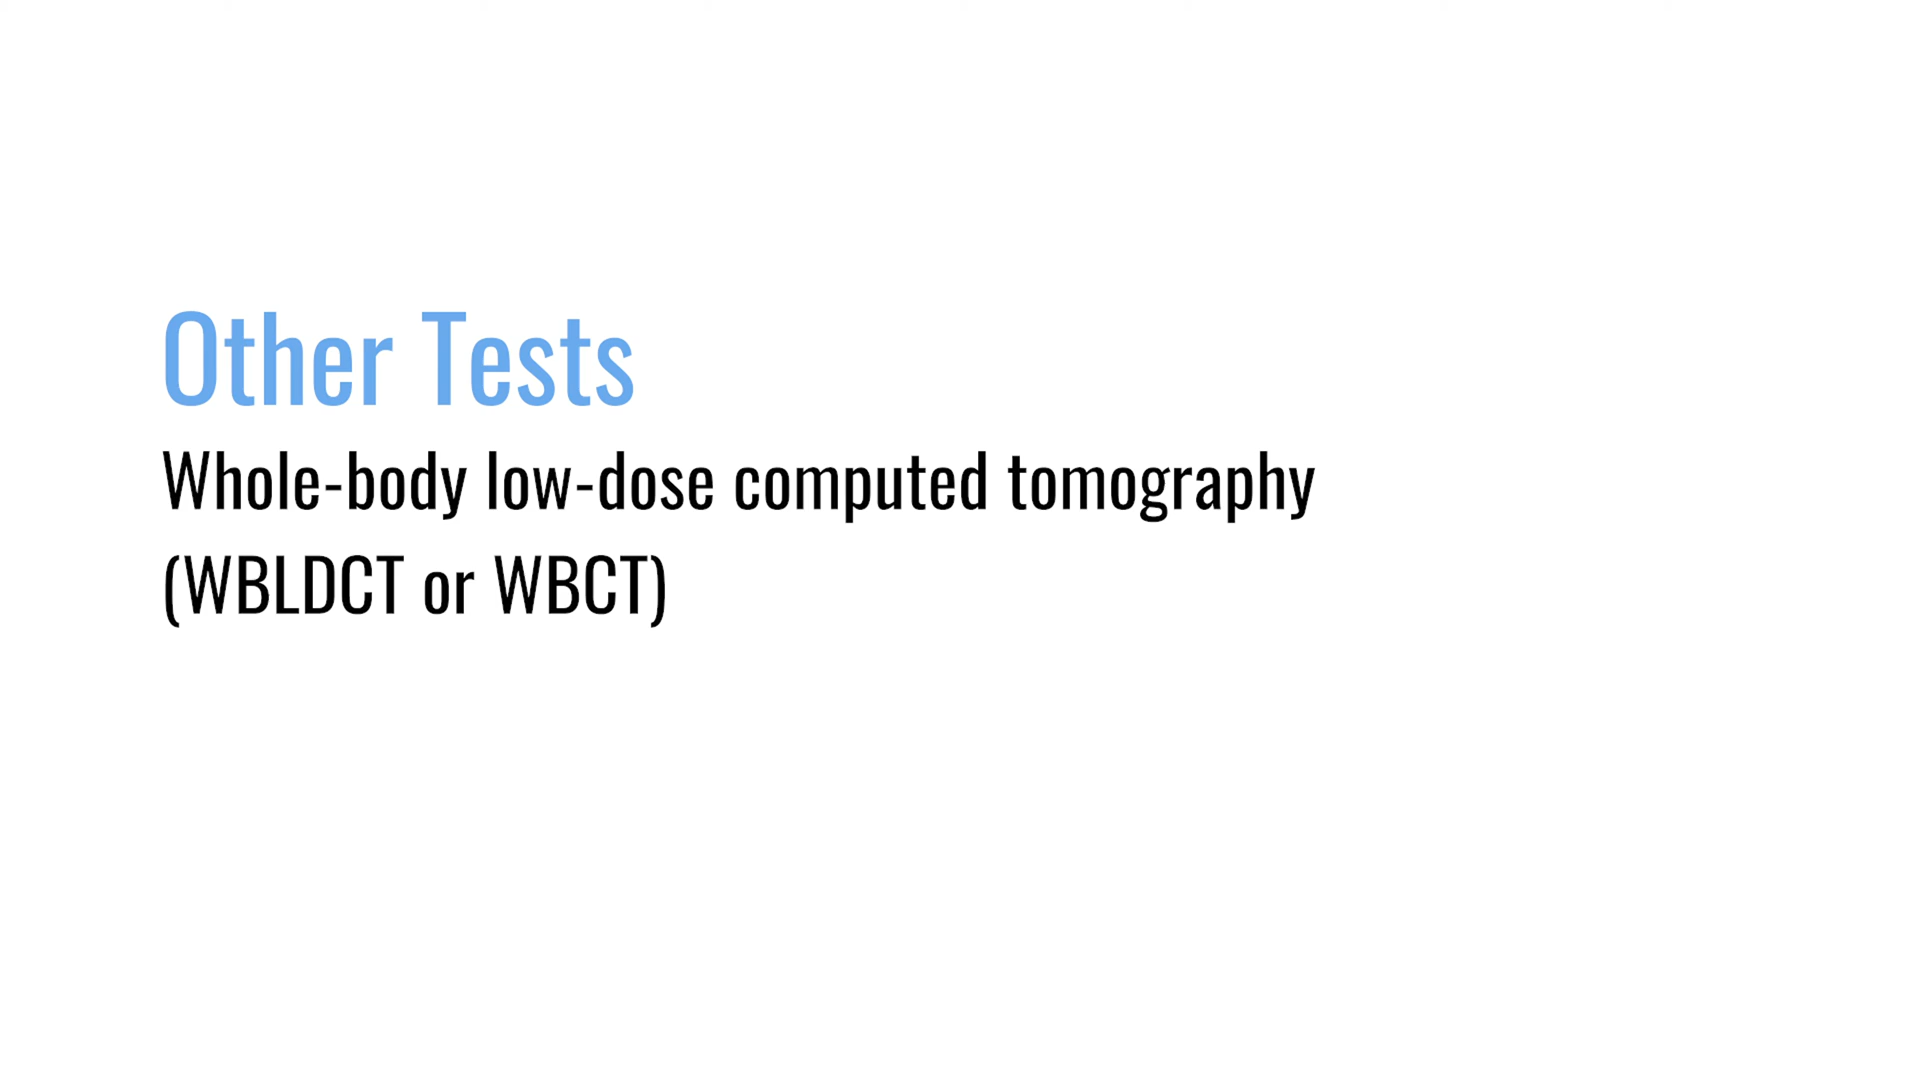 Other Tests
Whole-body low-dose computed tomography
(WBLDCT or WBCT)